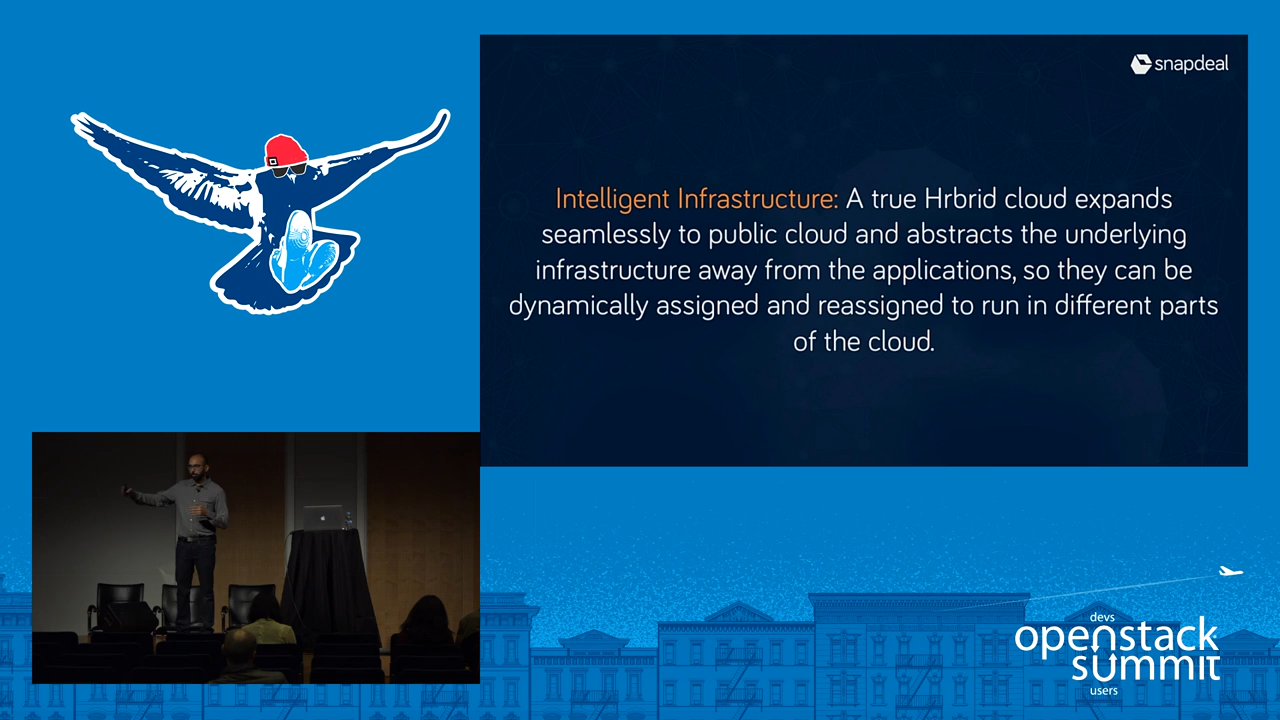 snapdeal
Intelligent Infrastructure: A true Hrbrid cloud expands
seamlessly to public cloud and abstracts the underlying
infrastructure away from the applications, so they can be
dynamically assigned and reassigned to run in different parts
of the cloud.
devs
openstack
summit
users